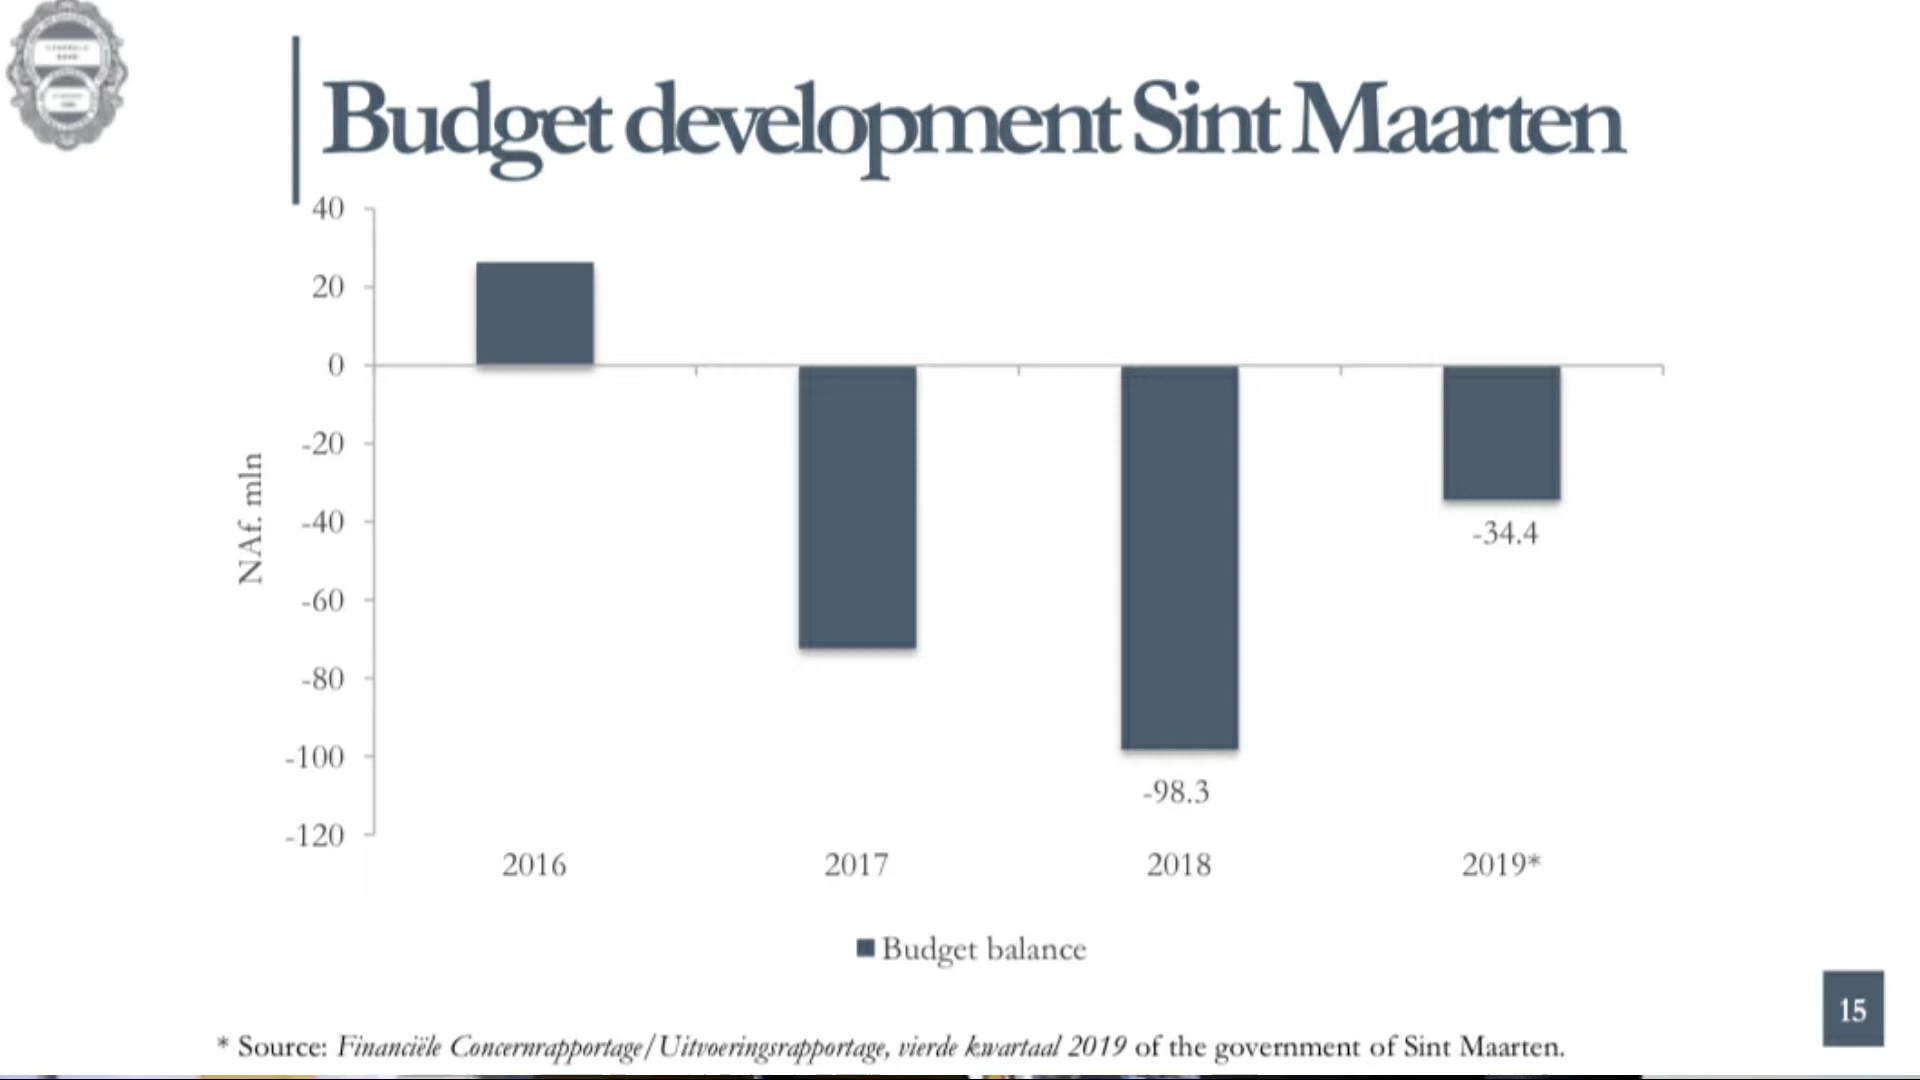 Budget development Sint Maarten
40
20
0
-20
-40
-60
-80
-100
-120
NAf. mln
-34.4
-98.3
2016 2017 2018 2019*
Budget balance
15
* Source: Financiële Concernrapportage/Uitvoeringsrapportage, vierde kwartaal 2019 of the government of Sint Maarten.